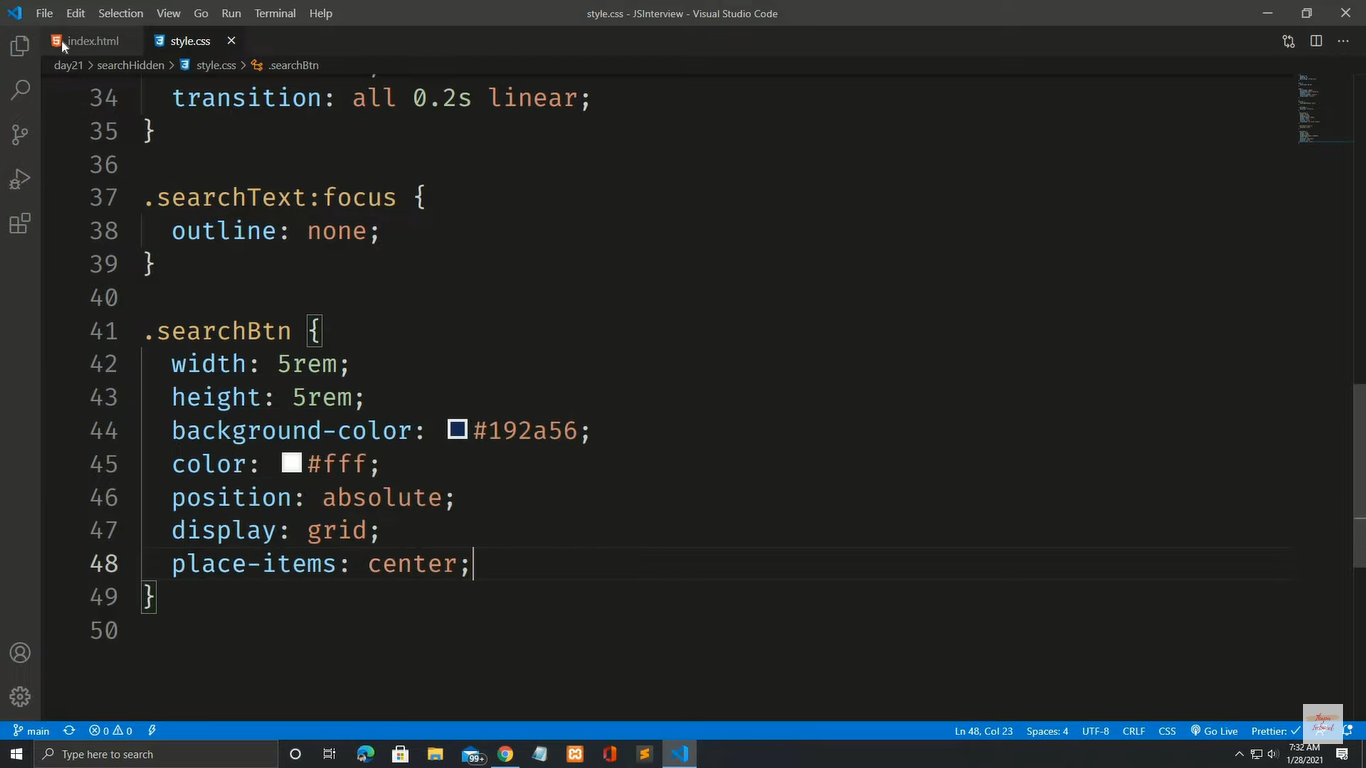 File Edit Selection View Go Run Terminal Help
style.css - JSInterview - Visual Studio Code
index.html
style.css
day21 > searchHidden > style.css > .searchBtn
34 transition: all 0.2s linear;
35 }
36
37 .searchText:focus {
38 outline: none;
39 }
40
41 .searchBtn {
42 width: 5rem;
43 height: 5rem;
44 background-color: #192a56;
45 color: #fff;
46 position: absolute;
47 display: grid;
48 place-items: center;
49 }
50
main 0 0 Ln 48, Col 23 Spaces: 4 UTF-8 CRLF CSS Go Live Prettier: ✓
Type here to search
99+
7:32 AM
1/28/2021